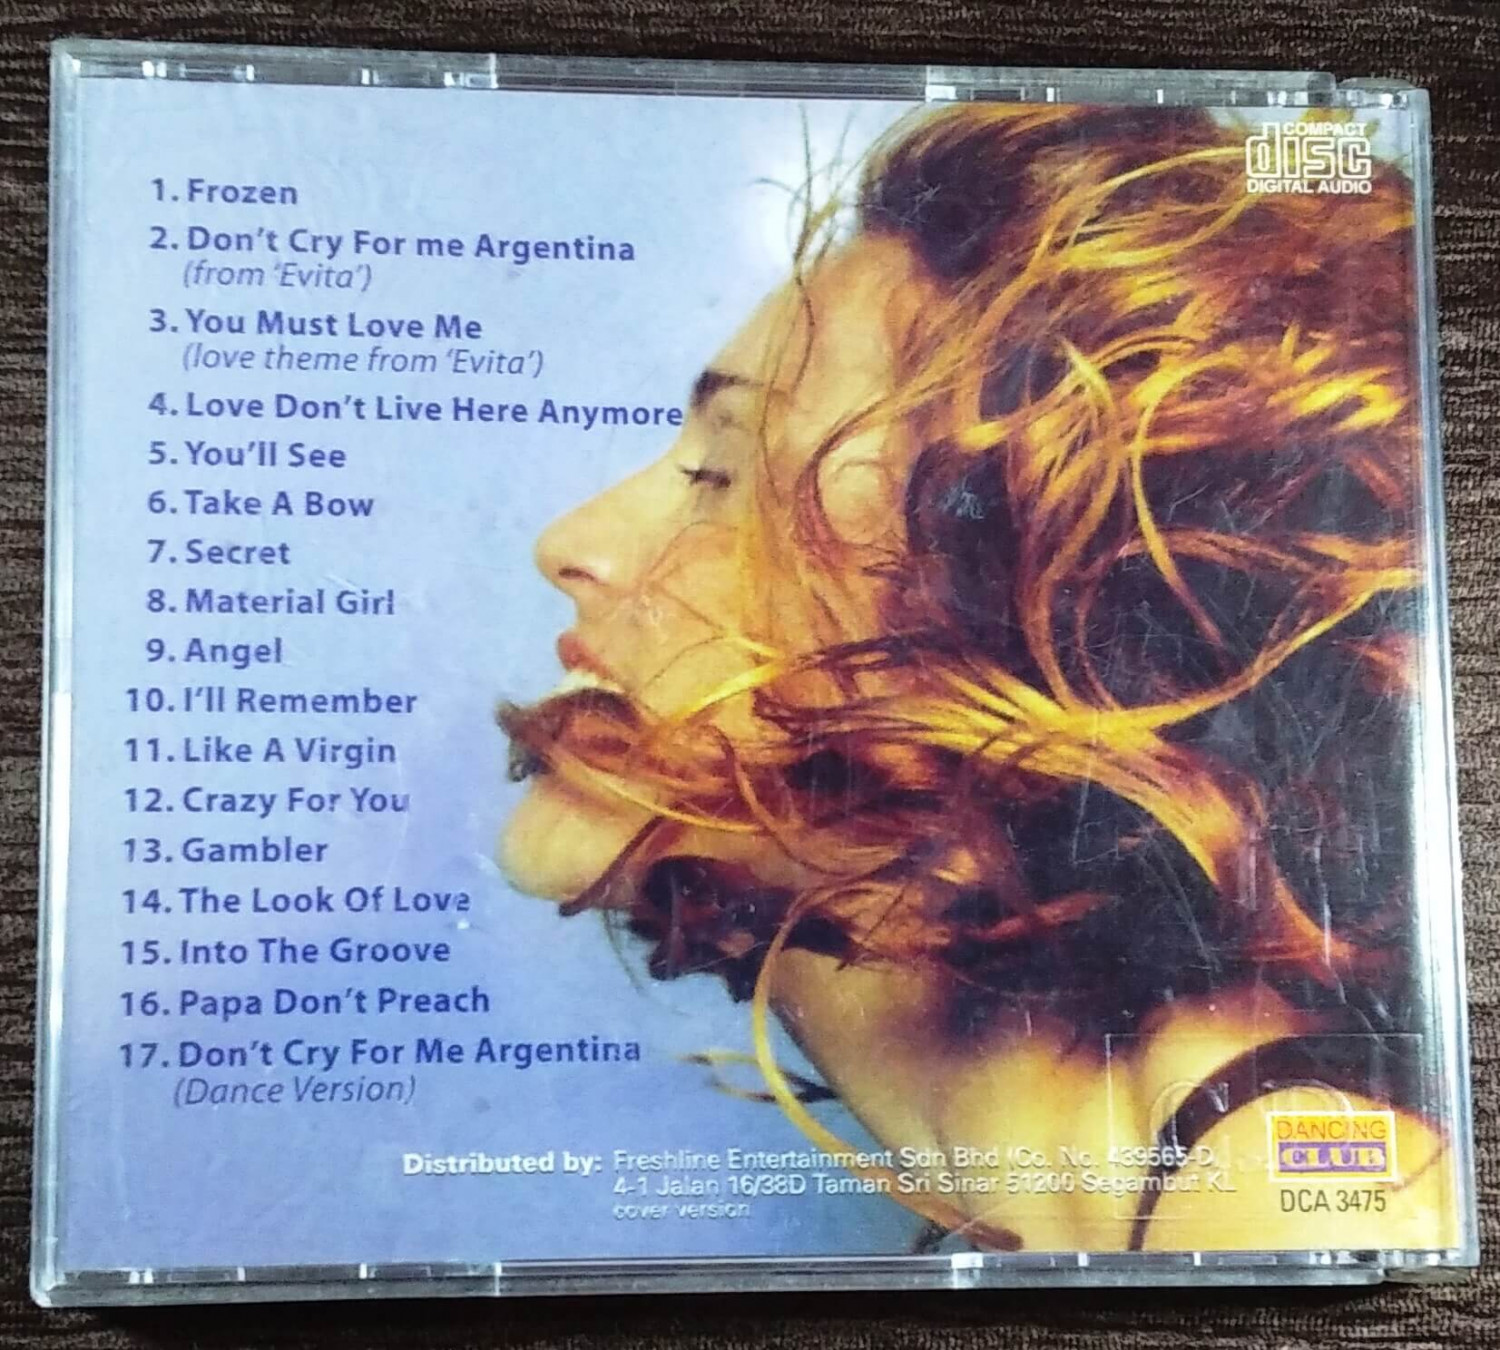 COMPACT
disc
DIGITAL AUDIO
1. Frozen
2. Don't Cry For me Argentina
(from 'Evita')
3. You Must Love Me
(love theme from 'Evita')
4. Love Don't Live Here Anymore
5. You'll See
6. Take A Bow
7. Secret
8. Material Girl
9. Angel
10. I'll Remember
11. Like A Virgin
12. Crazy For You
13. Gambler
14. The Look Of Love
15. Into The Groove
16. Papa Don't Preach
17. Don't Cry For Me Argentina
(Dance Version)
Distributed by: Freshline Entertainment Sdn Bhd (Co. No. 439565-D)
4-1 Jalan 16/38D Taman Sri Sinar 51200 Segambut KL
cover version
DANCING
CLUB
DCA 3475